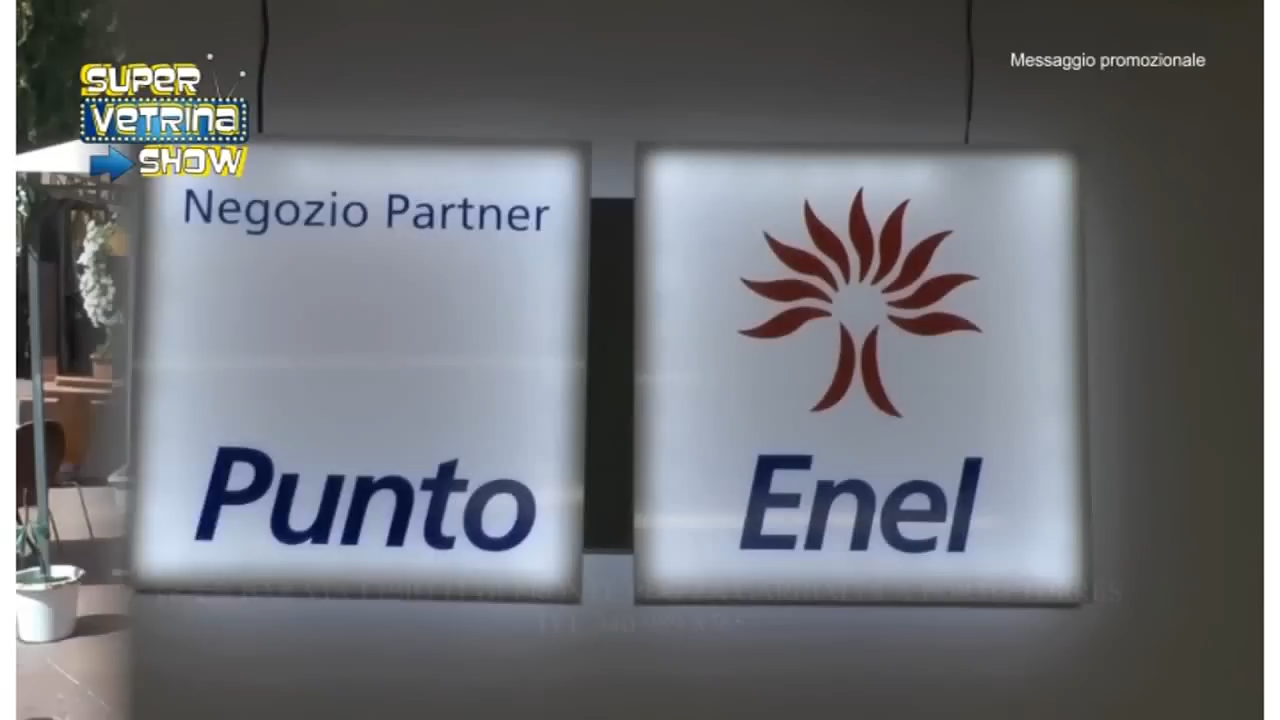 SUPER
VETRINA
SHOW
Messaggio promozionale
Negozio Partner
Punto
Enel